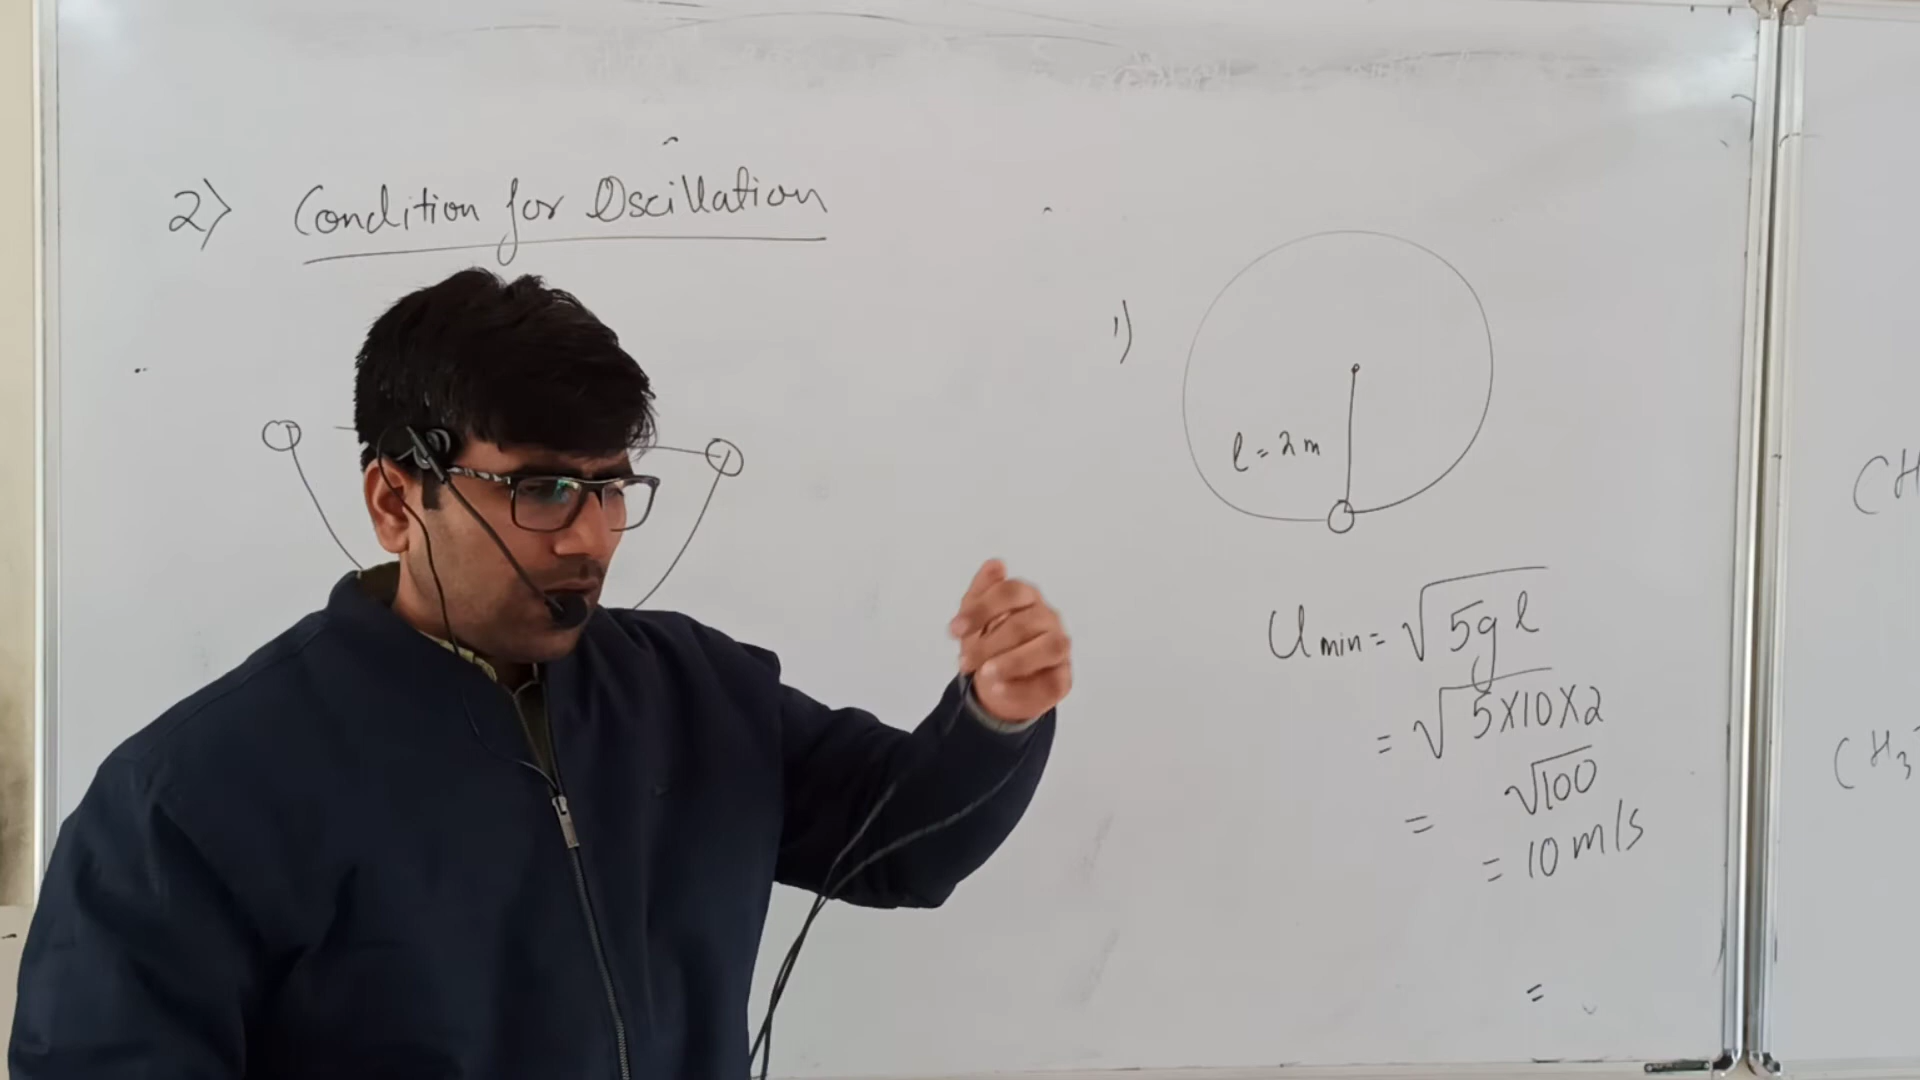 2) Condition for Oscillation
1)
l = 2m
Umin = √5gl
= √5X10X2
= √100
= 10 m/s
=
CH
CH3